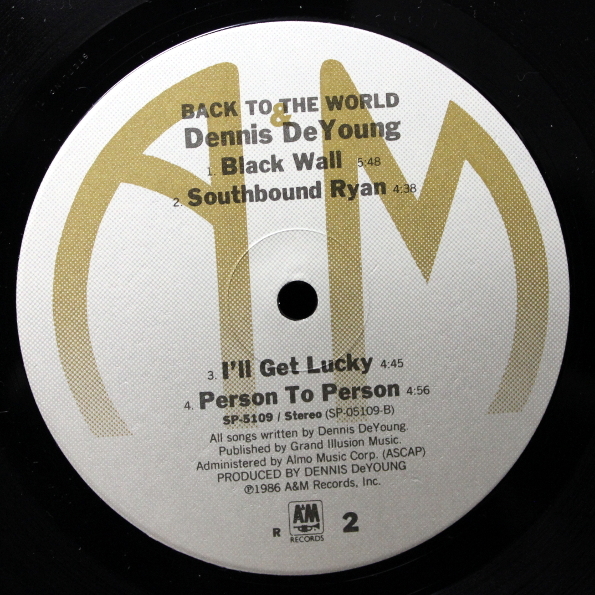 BACK TO THE WORLD
&
Dennis DeYoung
1. Black Wall 5:48
2. Southbound Ryan 4:38
3. I'll Get Lucky 4:45
4. Person To Person 4:56
SP-5109 / Stereo (SP-05109-B)
All songs written by Dennis DeYoung.
Published by Grand Illusion Music.
Administered by Almo Music Corp. (ASCAP)
PRODUCED BY DENNIS DeYOUNG
℗1986 A&M Records, Inc.
R A&M RECORDS 2